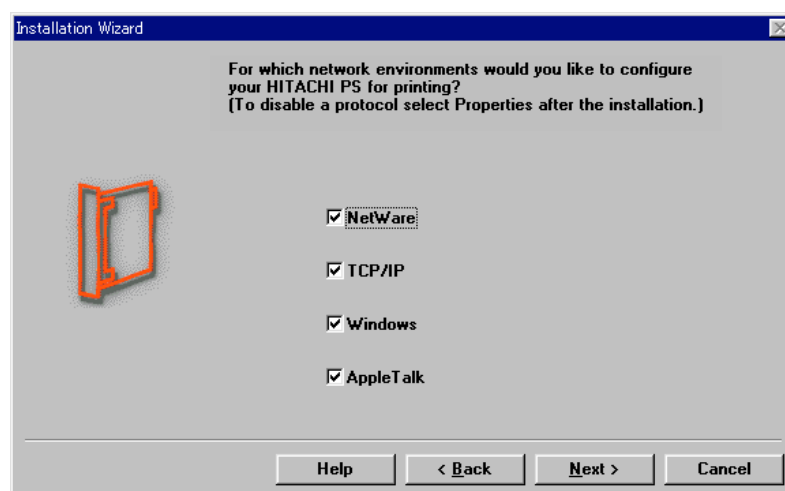 Installation Wizard
For which network environments would you like to configure
your HITACHI PS for printing?
(To disable a protocol select Properties after the installation.)
NetWare
TCP/IP
Windows
AppleTalk
Help
< Back
Next >
Cancel